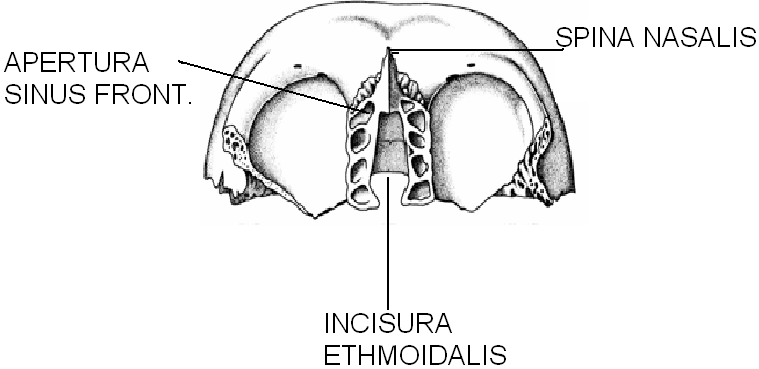 SPINA NASALIS
APERTURA
SINUS FRONT.
INCISURA
ETHMOIDALIS